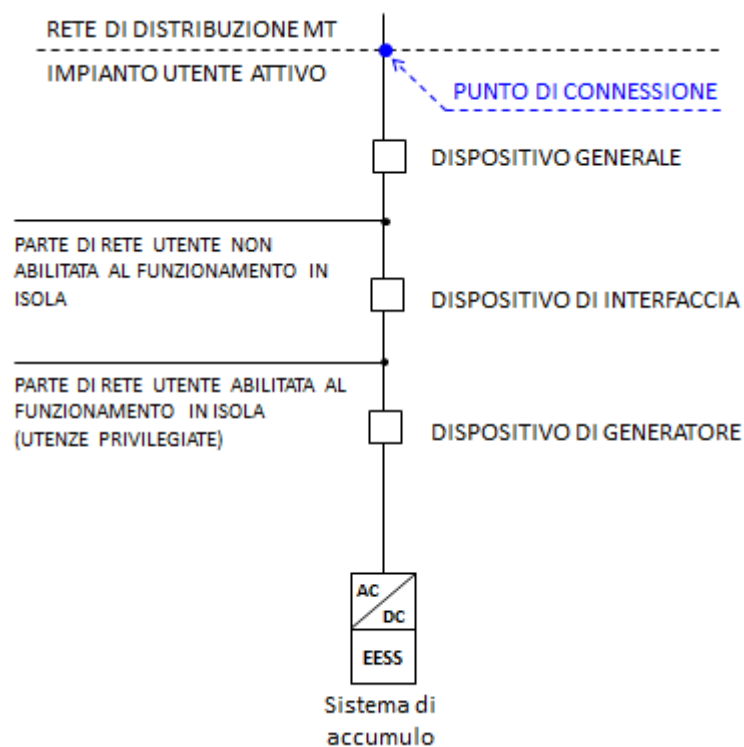 RETE DI DISTRIBUZIONE MT
IMPIANTO UTENTE ATTIVO
PUNTO DI CONNESSIONE
DISPOSITIVO GENERALE
PARTE DI RETE UTENTE NON
ABILITATA AL FUNZIONAMENTO IN
ISOLA
DISPOSITIVO DI INTERFACCIA
PARTE DI RETE UTENTE ABILITATA AL
FUNZIONAMENTO IN ISOLA
(UTENZE PRIVILEGIATE)
DISPOSITIVO DI GENERATORE
AC
DC
EESS
Sistema di
accumulo